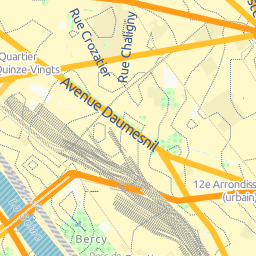 Rue Crozatier
Rue Chaligny
Quartier
Quinze-Vingts
Avenue Daumesnil
12e Arrondiss
(urbain)
Bercy